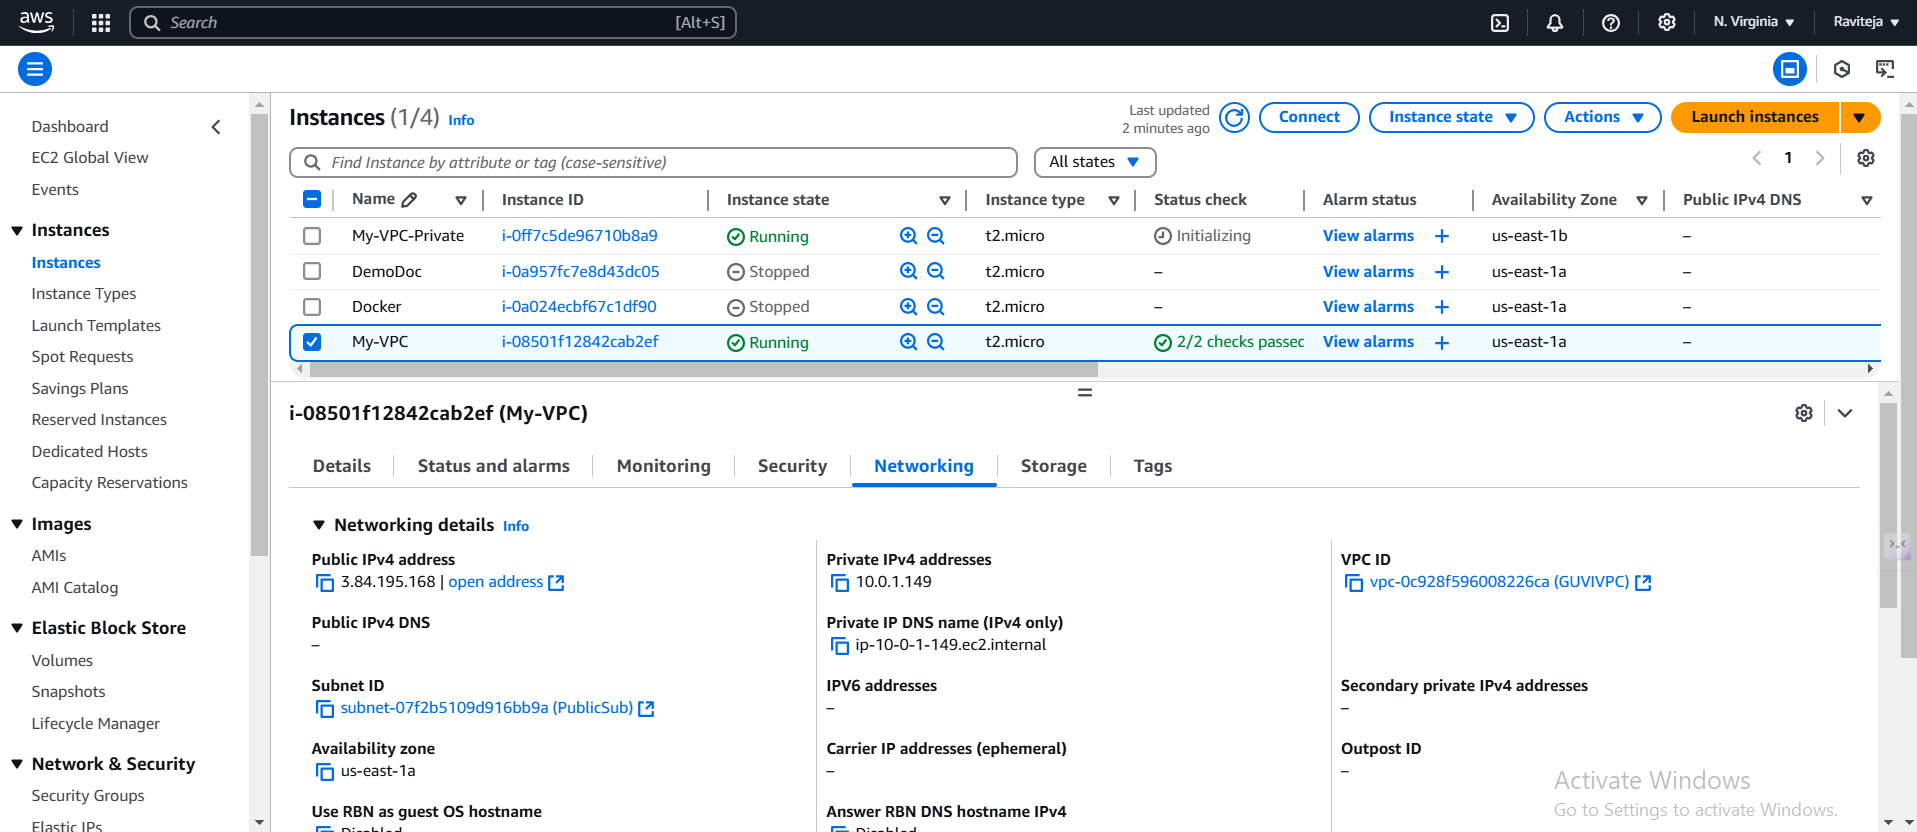 aws
Search [Alt+S]
N. Virginia
Raviteja
Dashboard
EC2 Global View
Events
Instances
Instances
Instance Types
Launch Templates
Spot Requests
Savings Plans
Reserved Instances
Dedicated Hosts
Capacity Reservations
Images
AMIs
AMI Catalog
Elastic Block Store
Volumes
Snapshots
Lifecycle Manager
Network & Security
Security Groups
Elastic IPs
Instances (1/4) Info
Last updated
2 minutes ago
Connect
Instance state
Actions
Launch instances
Find Instance by attribute or tag (case-sensitive)
All states
1
Name Instance ID Instance state Instance type Status check Alarm status Availability Zone Public IPv4 DNS
My-VPC-Private i-0ff7c5de96710b8a9 Running t2.micro Initializing View alarms + us-east-1b –
DemoDoc i-0a957fc7e8d43dc05 Stopped t2.micro – View alarms + us-east-1a –
Docker i-0a024ecbf67c1df90 Stopped t2.micro – View alarms + us-east-1a –
My-VPC i-08501f12842cab2ef Running t2.micro 2/2 checks passec View alarms + us-east-1a –
i-08501f12842cab2ef (My-VPC)
Details
Status and alarms
Monitoring
Security
Networking
Storage
Tags
Networking details Info
Public IPv4 address
3.84.195.168 | open address
Private IPv4 addresses
10.0.1.149
VPC ID
vpc-0c928f596008226ca (GUVIVPC)
Public IPv4 DNS
–
Private IP DNS name (IPv4 only)
ip-10-0-1-149.ec2.internal
Subnet ID
subnet-07f2b5109d916bb9a (PublicSub)
IPV6 addresses
–
Secondary private IPv4 addresses
–
Availability zone
us-east-1a
Carrier IP addresses (ephemeral)
–
Outpost ID
–
Use RBN as guest OS hostname
Disabled
Answer RBN DNS hostname IPv4
Disabled
Activate Windows
Go to Settings to activate Windows.